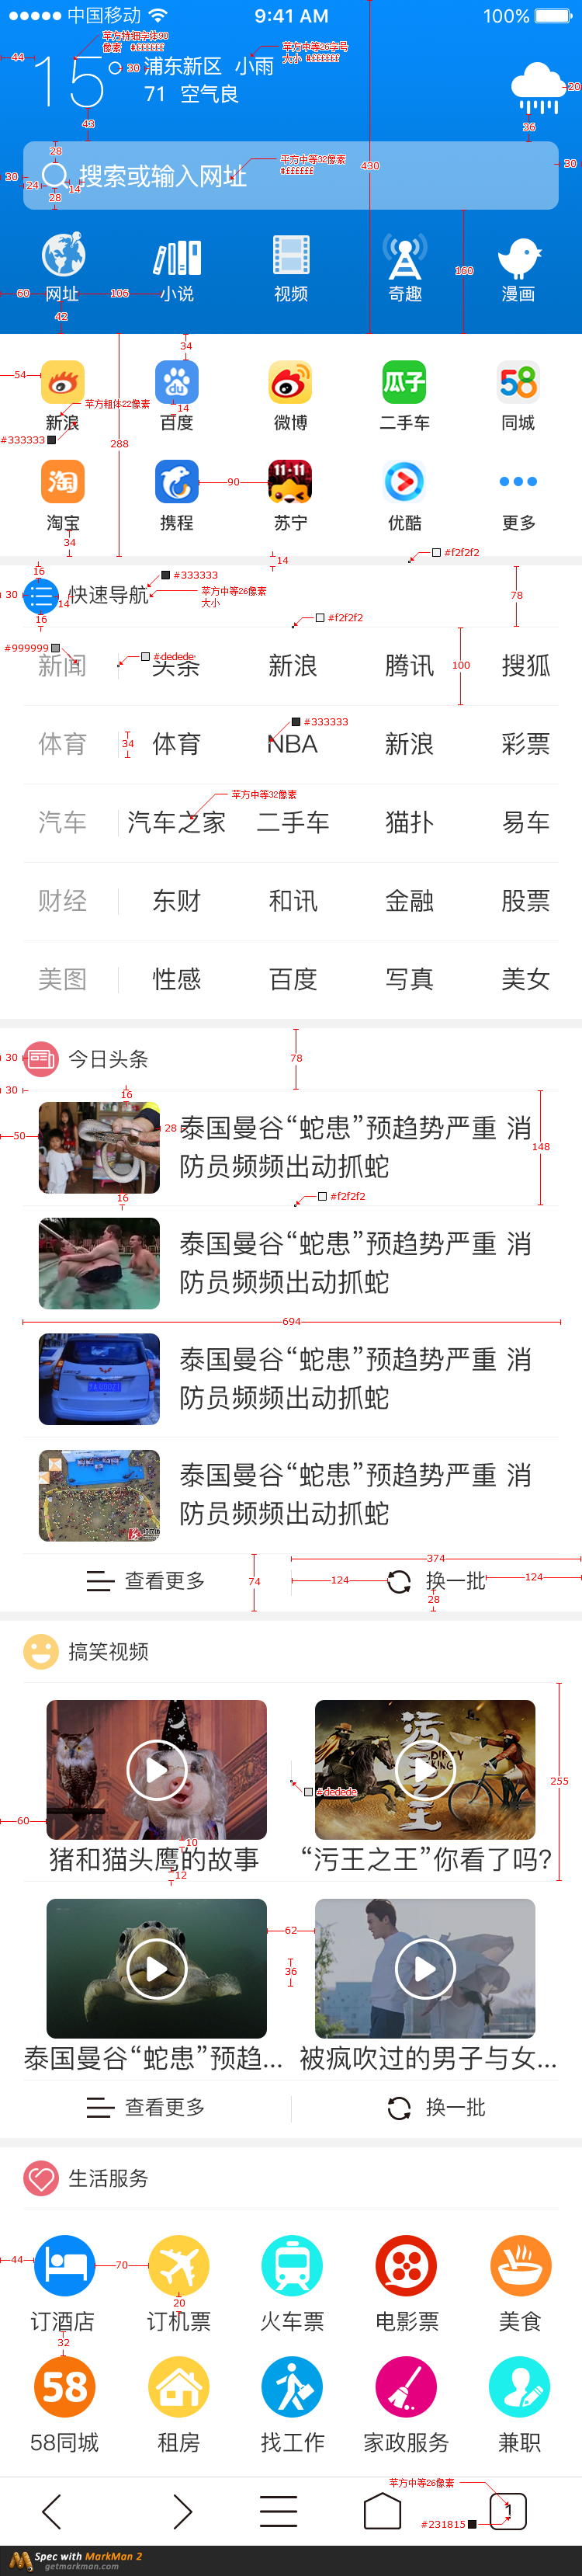 中国移动 9:41 AM 100%
苹方特细字体90
像素 #ffffff
苹方中等26字号
大小 #ffffff
44
15°
30
浦东新区 小雨
71 空气良
20
43
36
28
30
24
14
搜索或输入网址
苹方中等32像素
#ffffff
430
30
28
160
网址 小说 视频 奇趣 漫画
60
106
42
34
54
瓜子
58
du
新浪 百度 微博 二手车 同城
苹方粗体22像素
14
#333333
288
淘
11·11
90
淘宝 携程 苏宁 优酷 更多
34
14
#f2f2f2
16
#333333
30
14
快速导航
苹方中等26像素
大小
78
16
#f2f2f2
#999999
#dedede
新闻 头条 新浪 腾讯 搜狐
100
#333333
体育 34 体育 NBA 新浪 彩票
苹方中等32像素
汽车 汽车之家 二手车 猫扑 易车
财经 东财 和讯 金融 股票
美图 性感 百度 写真 美女
30
今日头条
78
30
16
50
28
泰国曼谷“蛇患”预趋势严重 消
防员频频出动抓蛇
148
16
#f2f2f2
泰国曼谷“蛇患”预趋势严重 消
防员频频出动抓蛇
694
泰国曼谷“蛇患”预趋势严重 消
防员频频出动抓蛇
泰国曼谷“蛇患”预趋势严重 消
防员频频出动抓蛇
374
查看更多 74 124 换一批 124
28
搞笑视频
污
DIRTY
KING
之
王
#dedede
255
60
10
猪和猫头鹰的故事 “污王之王”你看了吗?
12
62
36
泰国曼谷“蛇患”预趋... 被疯吹过的男子与女...
查看更多 换一批
生活服务
44
70
20
订酒店 订机票 火车票 电影票 美食
32
58
58同城 租房 找工作 家政服务 兼职
苹方中等26像素
1
#231815
Spec with MarkMan 2
getmarkman.com